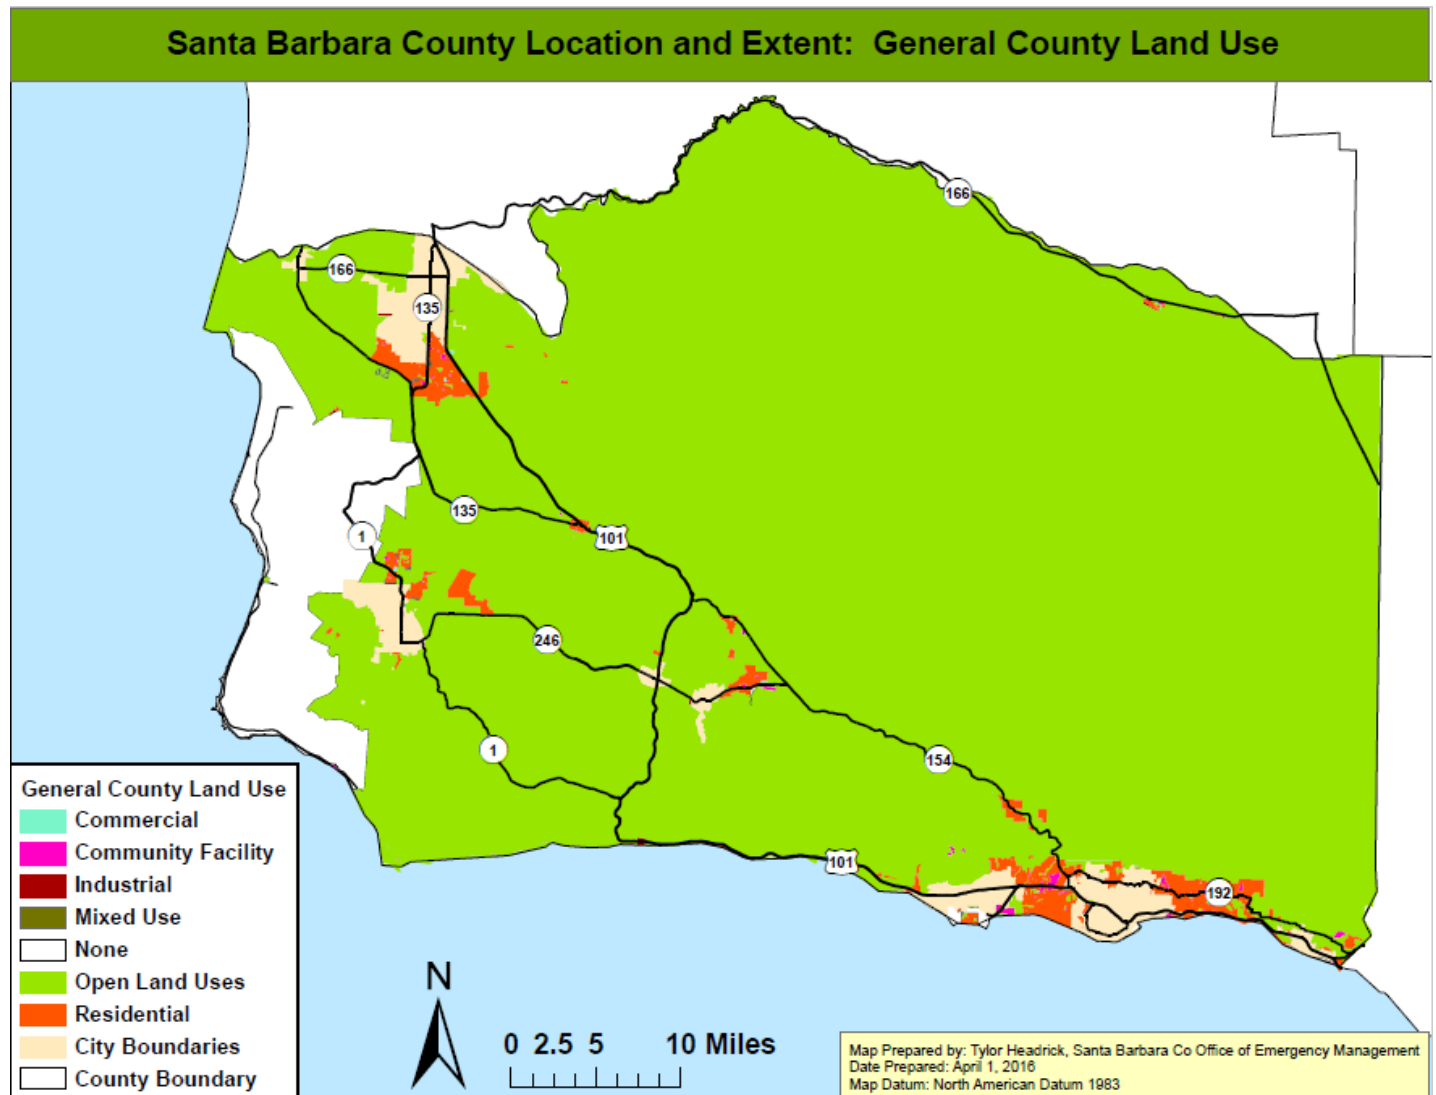 Santa Barbara County Location and Extent:  General County Land Use
166
166
135
135
1
101
246
1
154
101
192
General County Land Use
Commercial
Community Facility
Industrial
Mixed Use
None
Open Land Uses
Residential
City Boundaries
County Boundary
N
0 2.5 5 10 Miles
Map Prepared by: Tylor Headrick, Santa Barbara Co Office of Emergency Management
Date Prepared: April 1, 2016
Map Datum: North American Datum 1983